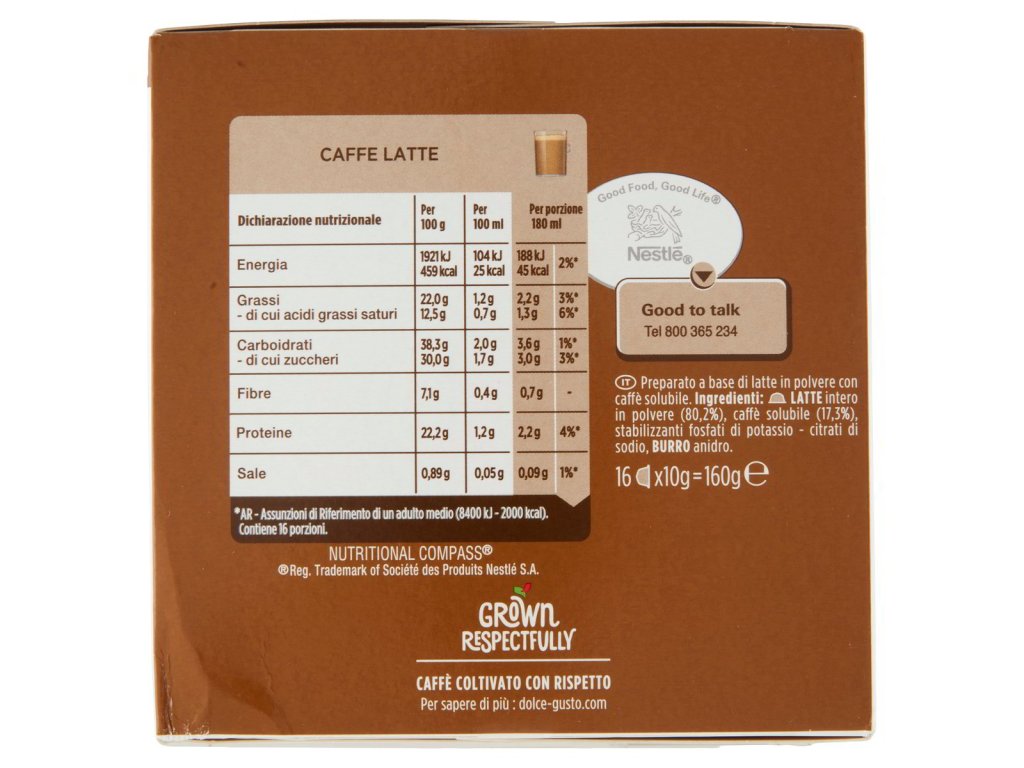 CAFFE LATTE
Dichiarazione nutrizionale Per 100 g Per 100 ml Per porzione 180 ml
Energia 1921 kJ 459 kcal 104 kJ 25 kcal 188 kJ 45 kcal 2%*
Grassi 22,0 g 1,2 g 2,2 g 3%*
- di cui acidi grassi saturi 12,5 g 0,7 g 1,3 g 6%*
Carboidrati 38,3 g 2,0 g 3,6 g 1%*
- di cui zuccheri 30,0 g 1,7 g 3,0 g 3%*
Fibre 7,1 g 0,4 g 0,7 g -
Proteine 22,2 g 1,2 g 2,2 g 4%*
Sale 0,89 g 0,05 g 0,09 g 1%*
*AR - Assunzioni di Riferimento di un adulto medio (8400 kJ - 2000 kcal).
Contiene 16 porzioni.
NUTRITIONAL COMPASS®
®Reg. Trademark of Société des Produits Nestlé S.A.
Good Food, Good Life®
Nestlé®
Good to talk
Tel 800 365 234
IT Preparato a base di latte in polvere con
caffè solubile. Ingredienti: LATTE intero
in polvere (80,2%), caffè solubile (17,3%),
stabilizzanti fosfati di potassio - citrati di
sodio, BURRO anidro.
16 x10g=160g℮
GROWN
RESPECTFULLY
CAFFÈ COLTIVATO CON RISPETTO
Per sapere di più : dolce-gusto.com